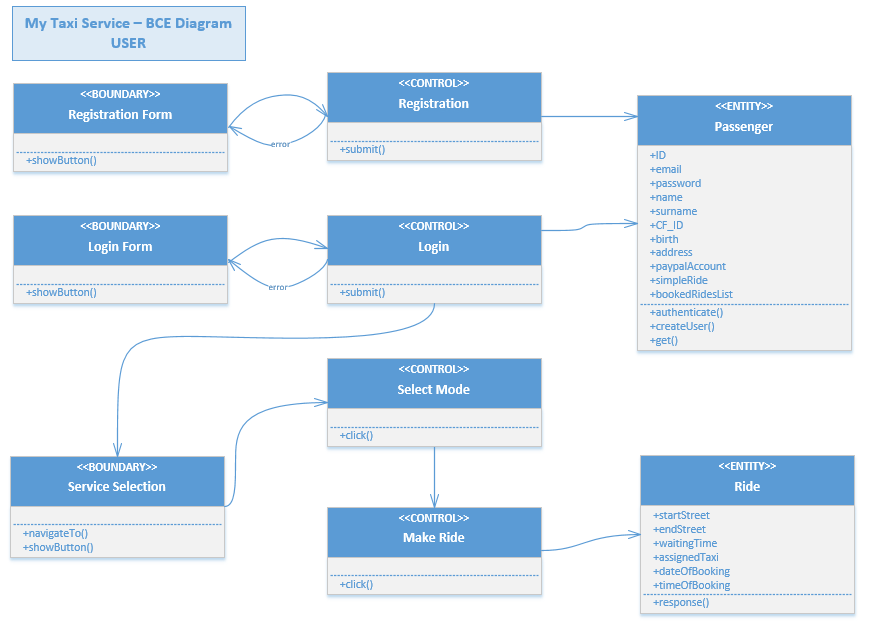 My Taxi Service – BCE Diagram
USER
<<BOUNDARY>>
Registration Form
+showButton()
error
<<CONTROL>>
Registration
+submit()
<<ENTITY>>
Passenger
+ID
+email
+password
+name
+surname
+CF_ID
+birth
+address
+paypalAccount
+simpleRide
+bookedRidesList
+authenticate()
+createUser()
+get()
<<BOUNDARY>>
Login Form
+showButton()
error
<<CONTROL>>
Login
+submit()
<<CONTROL>>
Select Mode
+click()
<<BOUNDARY>>
Service Selection
+navigateTo()
+showButton()
<<CONTROL>>
Make Ride
+click()
<<ENTITY>>
Ride
+startStreet
+endStreet
+waitingTime
+assignedTaxi
+dateOfBooking
+timeOfBooking
+response()